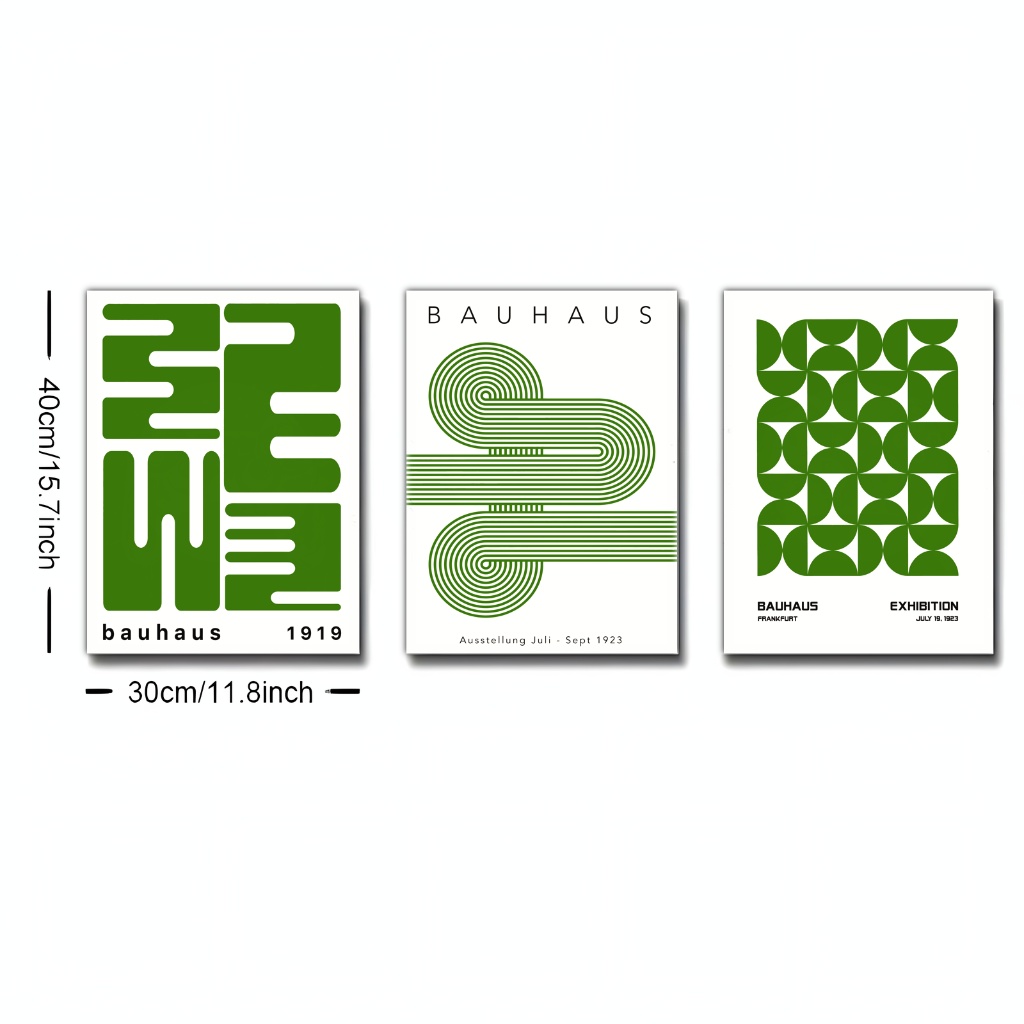 40cm/15.7inch
30cm/11.8inch
bauhaus 1919
BAUHAUS
Ausstellung Juli - Sept 1923
BAUHAUS EXHIBITION
FRANKFURT JULY 19, 1923